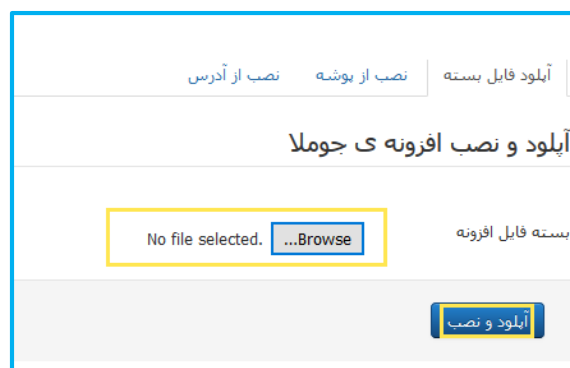 آپلود فایل بسته نصب از پوشه نصب از آدرس
آپلود و نصب افزونه ی جوملا
بسته فایل افزونه Browse... No file selected.
آپلود و نصب